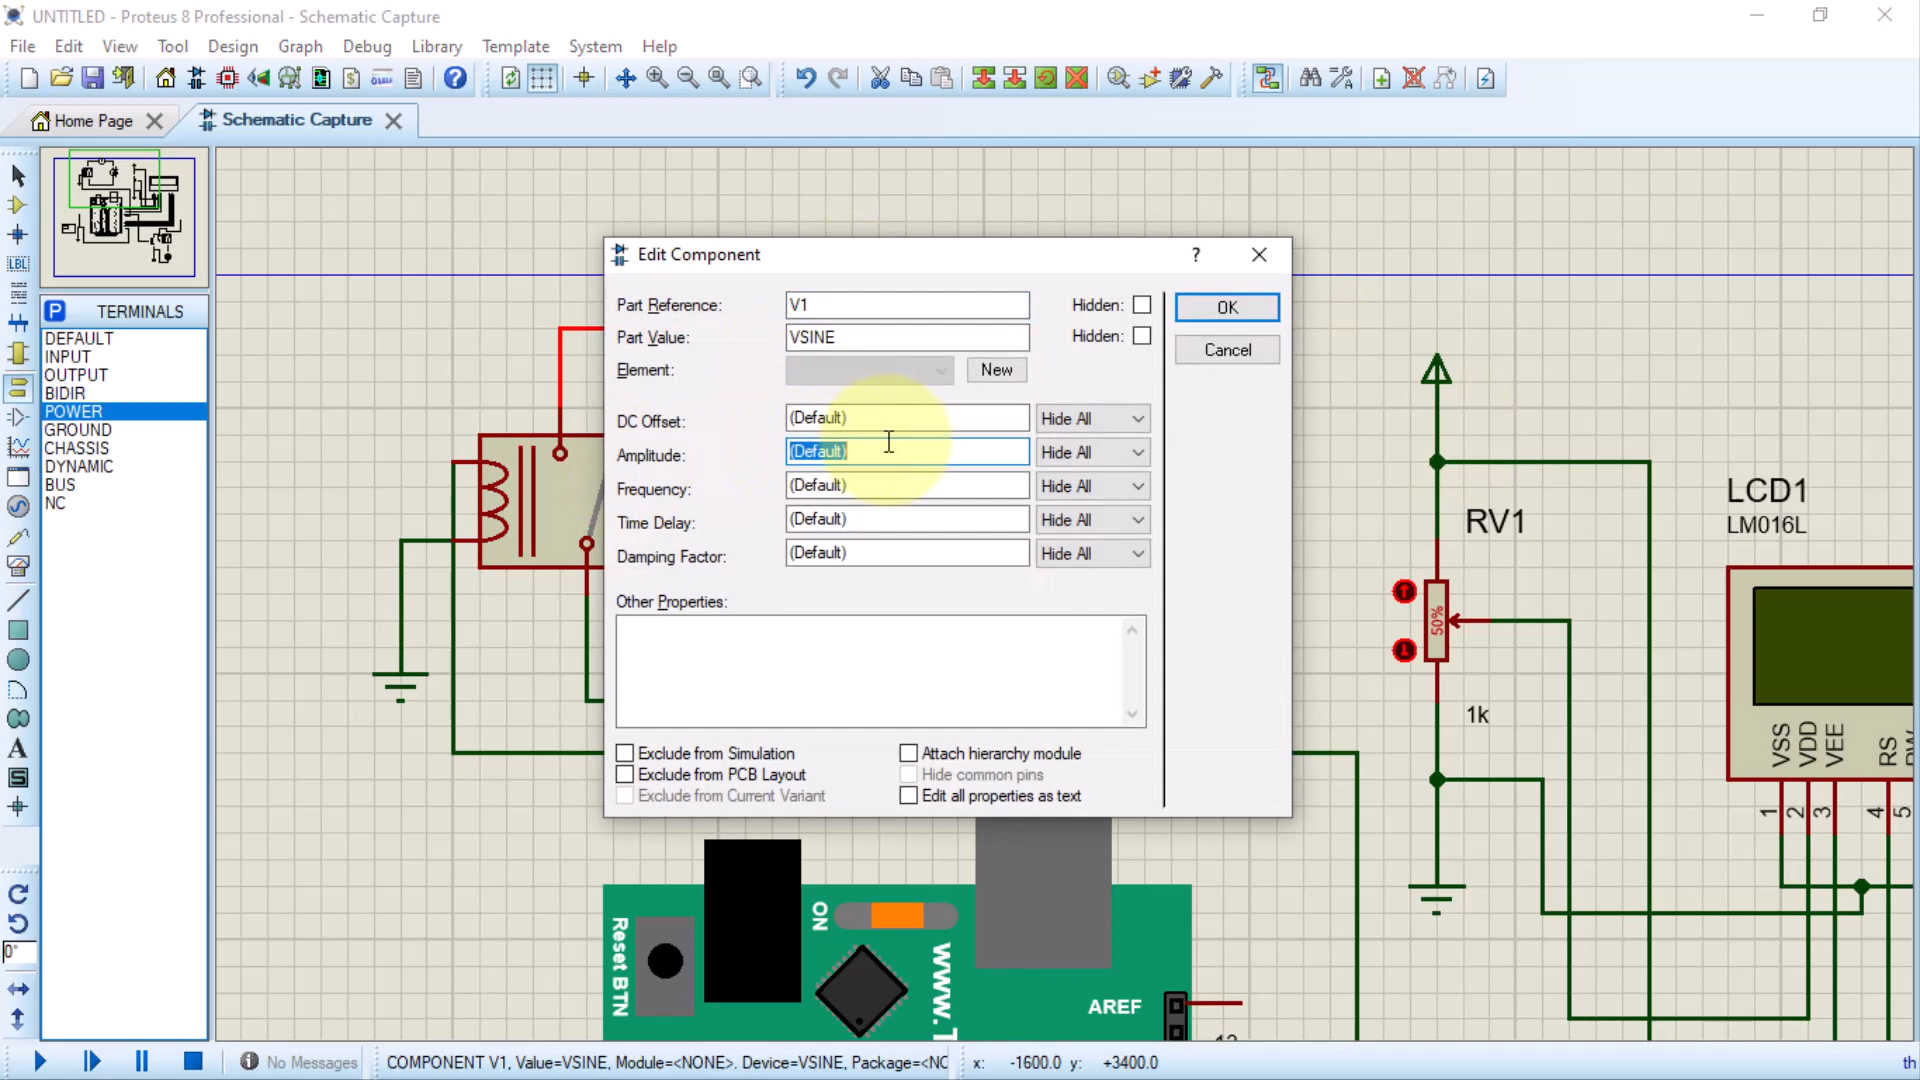 UNTITLED - Proteus 8 Professional - Schematic Capture
File Edit View Tool Design Graph Debug Library Template System Help
Home Page
Schematic Capture
LBL
P TERMINALS
DEFAULT
INPUT
OUTPUT
BIDIR
POWER
GROUND
CHASSIS
DYNAMIC
BUS
NC
A
S
0°
Edit Component
?
Part Reference: V1 Hidden:
Part Value: VSINE Hidden:
Element: New
DC Offset: (Default) Hide All
Amplitude: (Default) Hide All
Frequency: (Default) Hide All
Time Delay: (Default) Hide All
Damping Factor: (Default) Hide All
Other Properties:
Exclude from Simulation
Exclude from PCB Layout
Exclude from Current Variant
Attach hierarchy module
Hide common pins
Edit all properties as text
OK
Cancel
RV1
50%
1k
LCD1
LM016L
VSS
VDD
VEE
RS
1
2
3
4
5
Reset BTN
ON
WWW.T
AREF
No Messages
COMPONENT V1, Value=VSINE, Module=<NONE>. Device=VSINE, Package=<NO
x: -1600.0 y: +3400.0
th